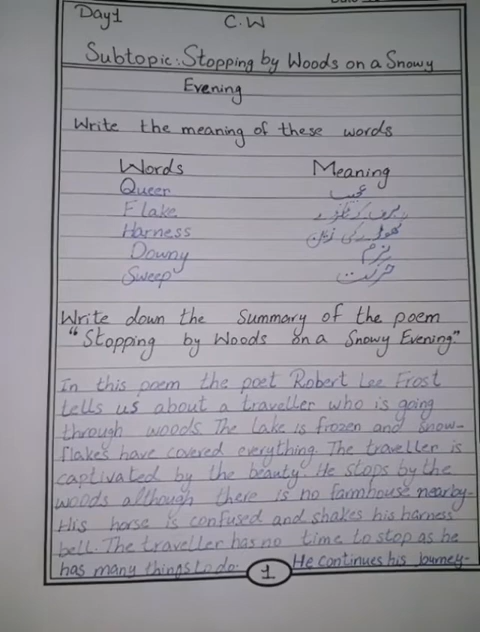 Day1
C.W
Subtopic: Stopping by Woods on a Snowy
Evening
Write the meaning of these words
Words Meaning
Queer عجیب
Flake برف کے ٹکڑے
Harness گھوڑے کی زین
Downy نرم
Sweep حرکت
Write down the Summary of the poem
"Stopping by Woods on a Snowy Evening"
In this poem the poet Robert Lee Frost
tells us about a traveller who is going
through woods. The lake is frozen and snow-
flakes have covered everything. The traveller is
captivated by the beauty. He stops by the
woods although there is no farmhouse nearby.
His horse is confused and shakes his harness
bell. The traveller has no time to stop as he
has many things to do. He continues his journey-
1